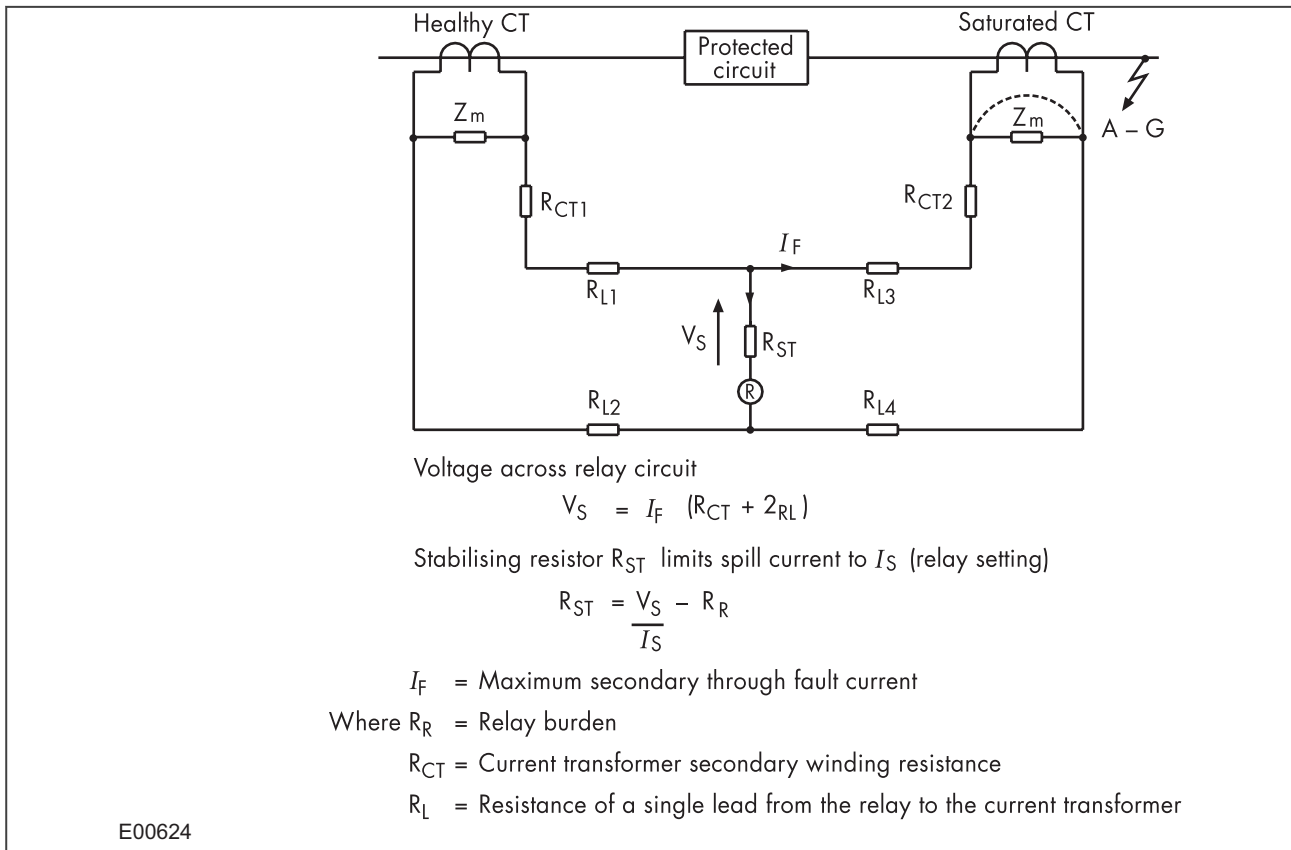 Healthy CT
Saturated CT
Protected
circuit
Zm
Zm
A – G
RCT1
RCT2
IF
RL1
RL3
VS
RST
R
RL2
RL4
Voltage across relay circuit
VS = IF (RCT + 2RL)
Stabilising resistor RST limits spill current to IS (relay setting)
RST = VS – RR
IS
IF = Maximum secondary through fault current
Where RR = Relay burden
RCT = Current transformer secondary winding resistance
RL = Resistance of a single lead from the relay to the current transformer
E00624